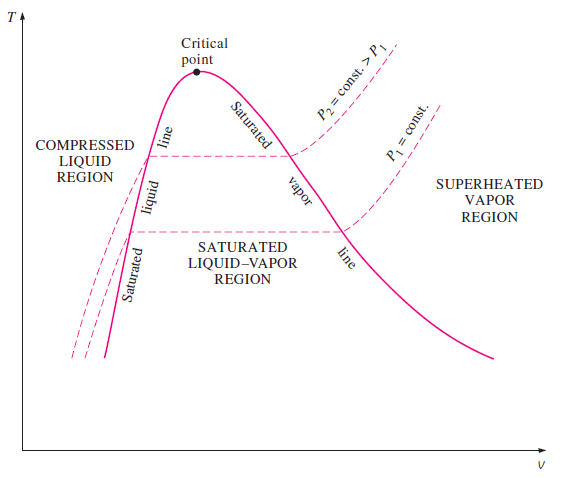 T
Critical
point
P2 = const. > P1
Saturated
line
P1 = const.
COMPRESSED
LIQUID
REGION
liquid
vapor
SUPERHEATED
VAPOR
REGION
SATURATED
LIQUID–VAPOR
REGION
Saturated
line
v